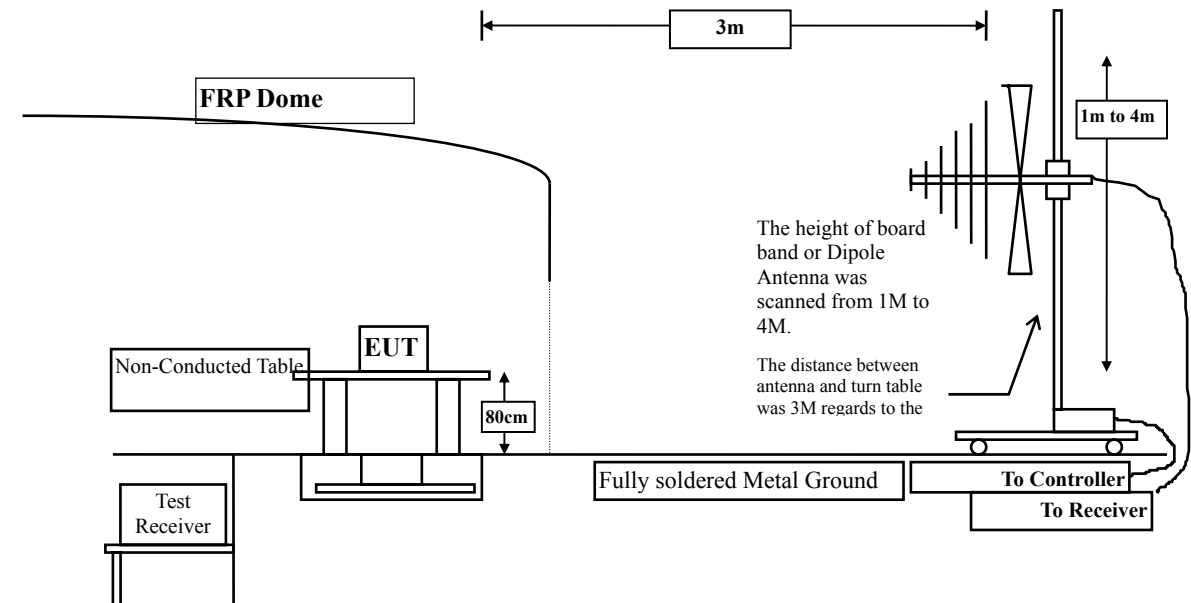 3m
FRP Dome
1m to 4m
The height of board
band or Dipole
Antenna was
scanned from 1M to
4M.
EUT
Non-Conducted Table
The distance between
antenna and turn table
was 3M regards to the
80cm
Fully soldered Metal Ground
To Controller
To Receiver
Test
Receiver